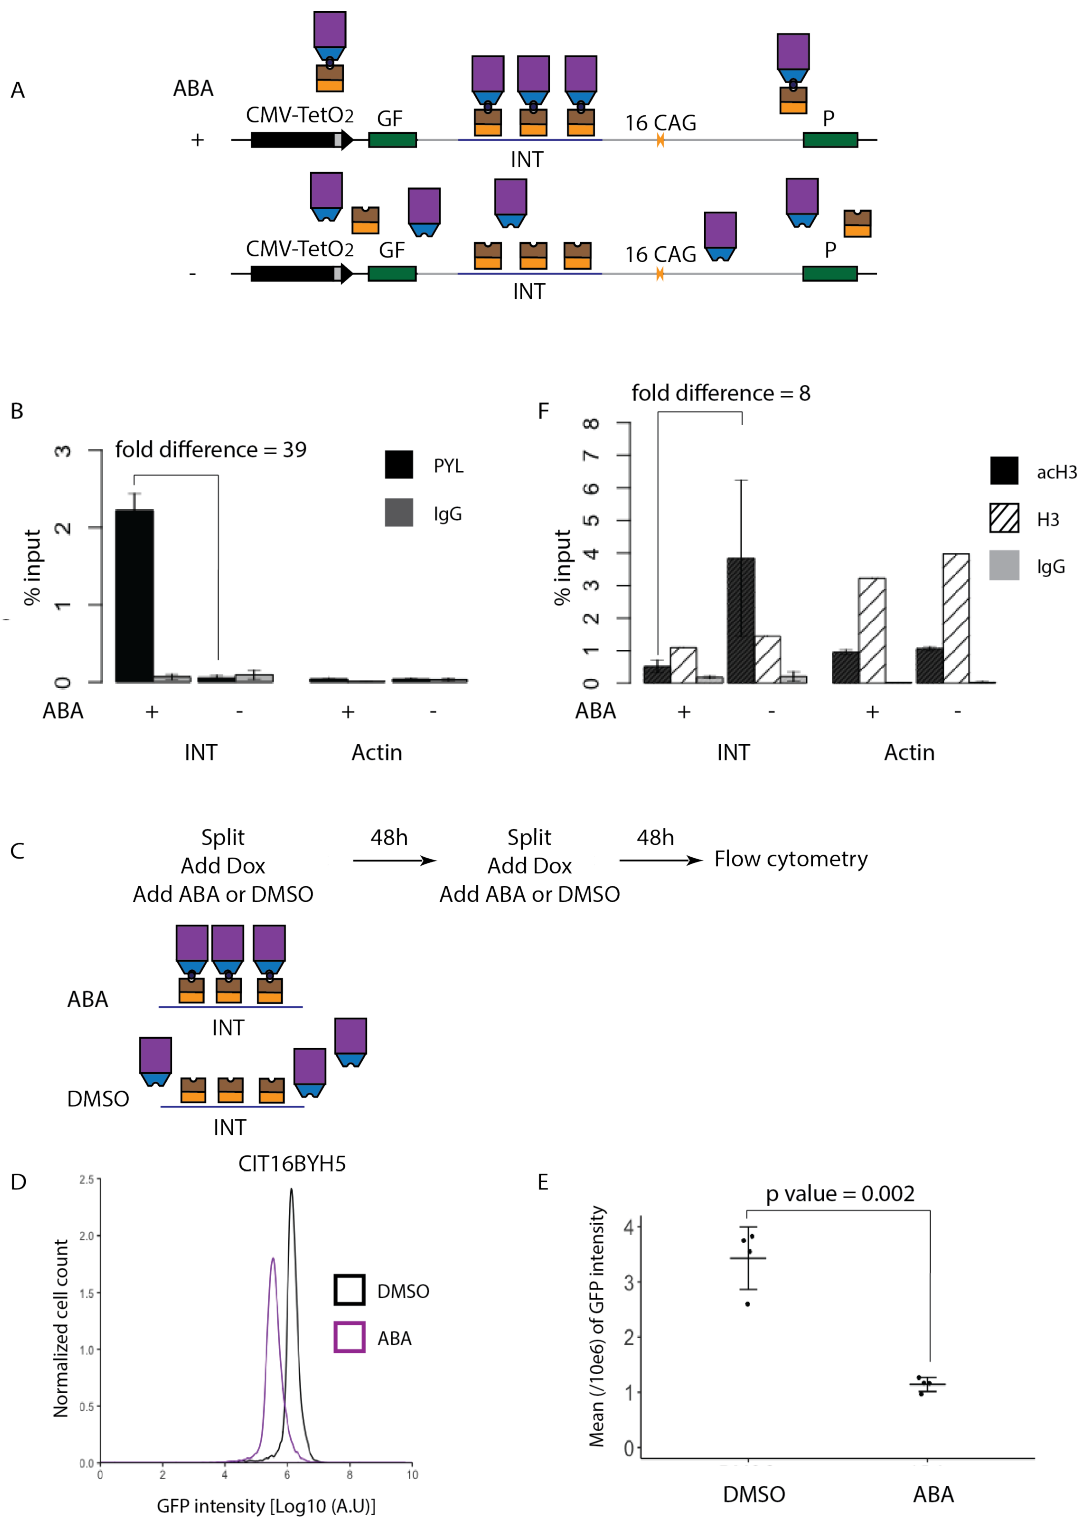 A
ABA
+
CMV-TetO2
GF
INT
16 CAG
P
-
CMV-TetO2
GF
INT
16 CAG
P
B
fold difference = 39
PYL
IgG
% input
3
2
1
0
ABA
+
-
+
-
INT
Actin
F
fold difference = 8
acH3
H3
IgG
% input
8
7
6
5
4
3
2
1
0
ABA
+
-
+
-
INT
Actin
C
Split
Add Dox
Add ABA or DMSO
48h
Split
Add Dox
Add ABA or DMSO
48h
Flow cytometry
ABA
INT
DMSO
INT
D
CIT16BYH5
Normalized cell count
2.5
2.0
1.5
1.0
0.5
0.0
0
2
4
6
8
10
GFP intensity [Log10 (A.U)]
DMSO
ABA
E
p value = 0.002
Mean (/10e6) of GFP intensity
4
3
2
1
0
DMSO
ABA